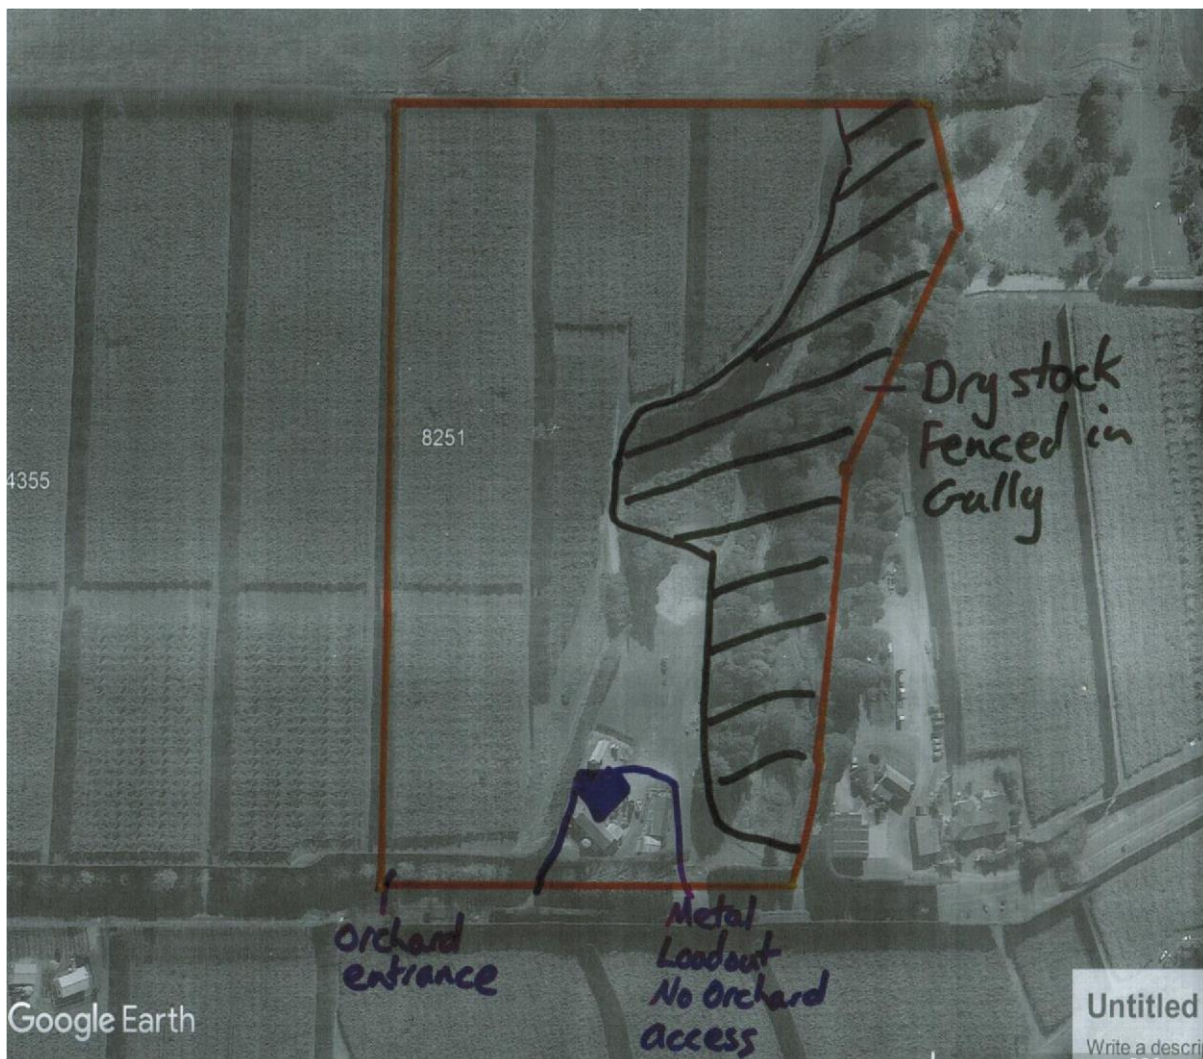 8251
4355
Dry stock
Fenced in
Gully
Orchard
entrance
Metal
Loadout
No Orchard
access
Google Earth
Untitled
Write a descri